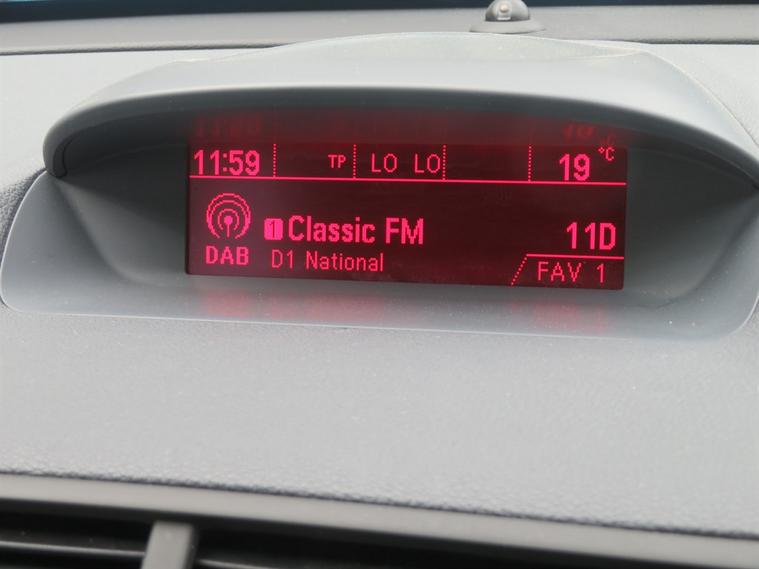 11:59 TP LO LO 19 °C
1 Classic FM 11D
DAB D1 National FAV 1